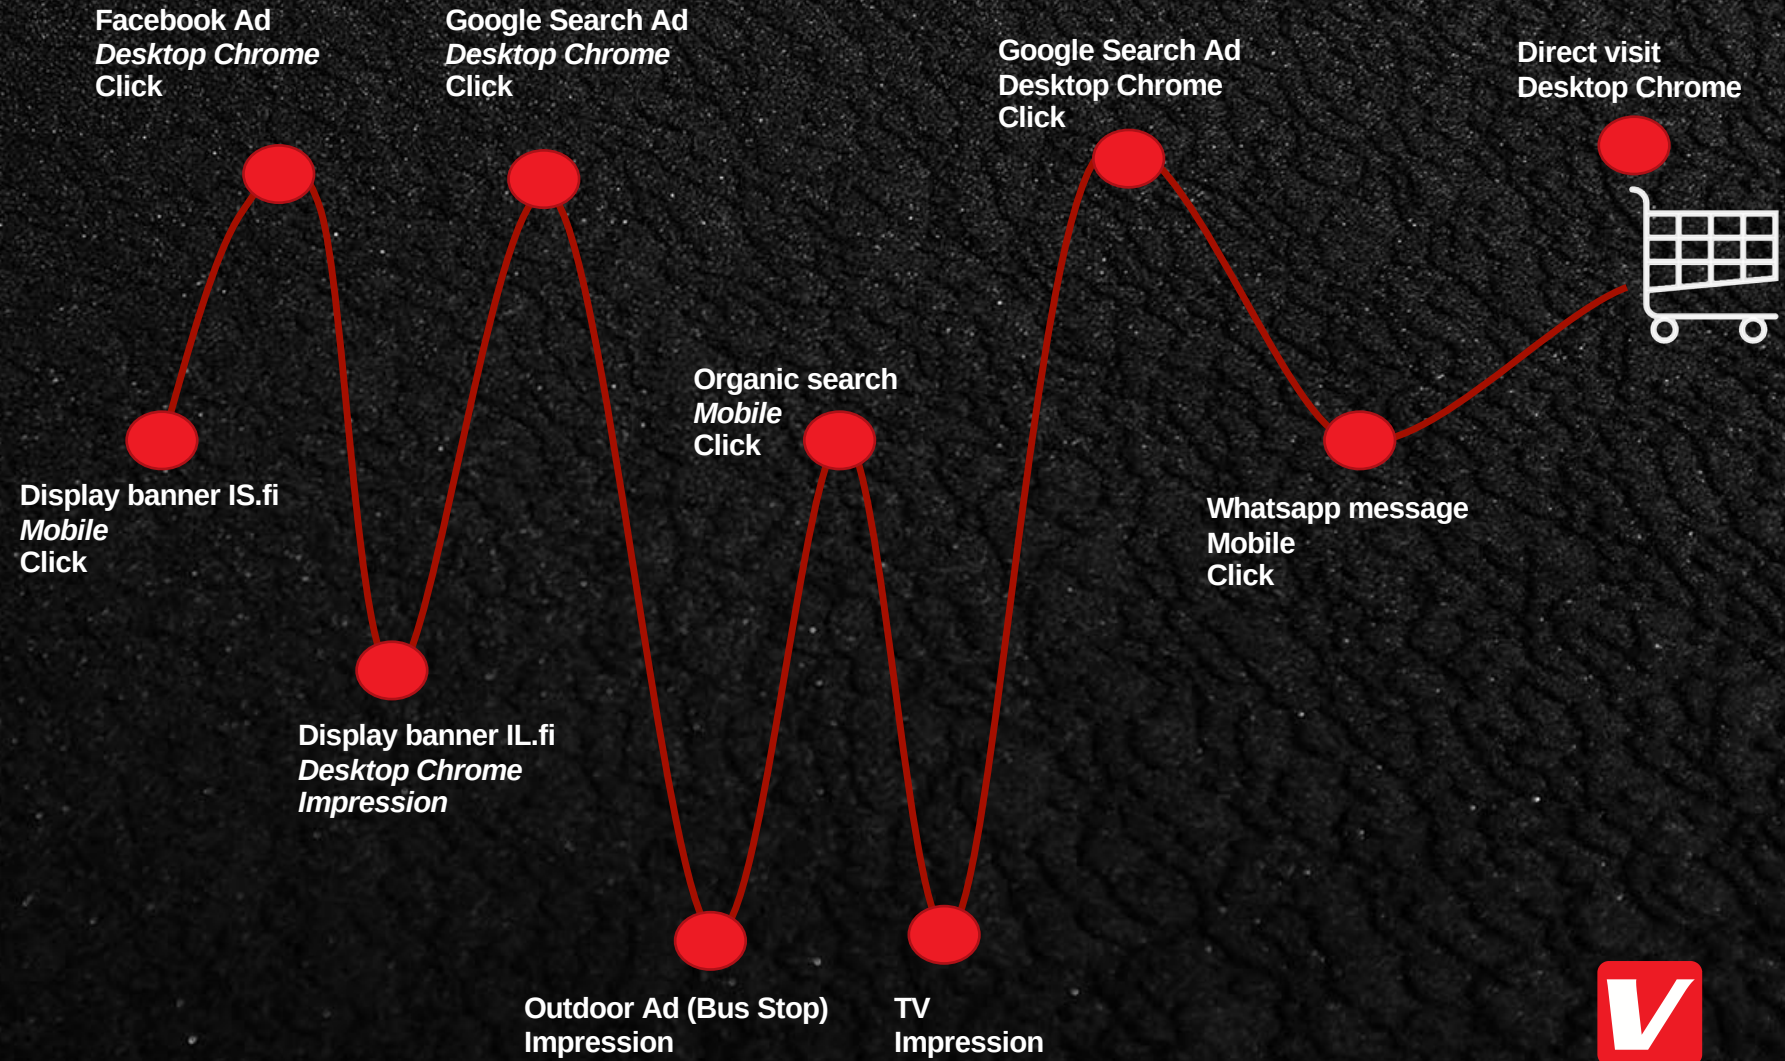 Facebook Ad
Desktop Chrome
Click
Google Search Ad
Desktop Chrome
Click
Google Search Ad
Desktop Chrome
Click
Direct visit
Desktop Chrome
Organic search
Mobile
Click
Display banner IS.fi
Mobile
Click
Whatsapp message
Mobile
Click
Display banner IL.fi
Desktop Chrome
Impression
Outdoor Ad (Bus Stop)
Impression
TV
Impression
V